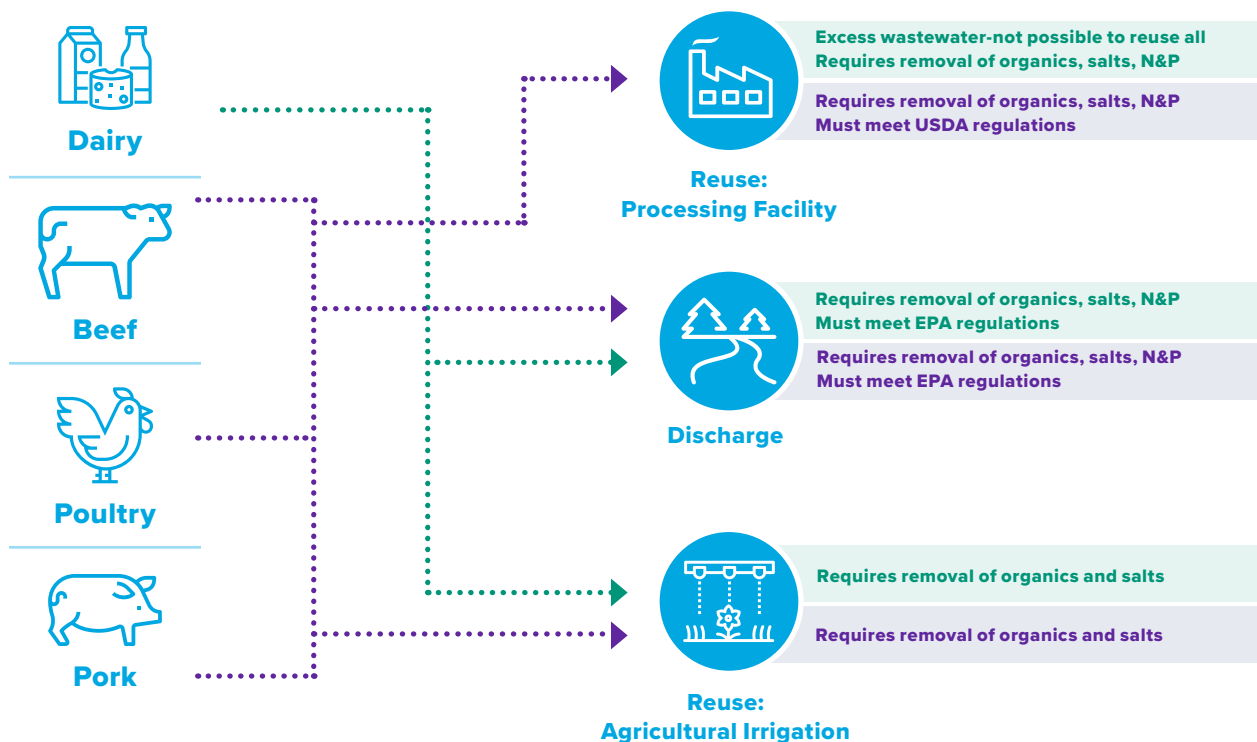 Dairy
Beef
Poultry
Pork
Excess wastewater-not possible to reuse all
Requires removal of organics, salts, N&P
Requires removal of organics, salts, N&P
Must meet USDA regulations
Reuse:
Processing Facility
Requires removal of organics, salts, N&P
Must meet EPA regulations
Requires removal of organics, salts, N&P
Must meet EPA regulations
Discharge
Requires removal of organics and salts
Requires removal of organics and salts
Reuse:
Agricultural Irrigation